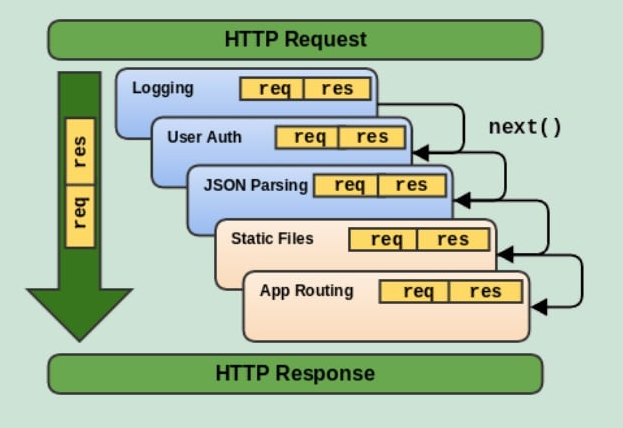 HTTP Request
Logging req res
next()
User Auth req res
JSON Parsing req res
Static Files req res
App Routing req res
req res
HTTP Response